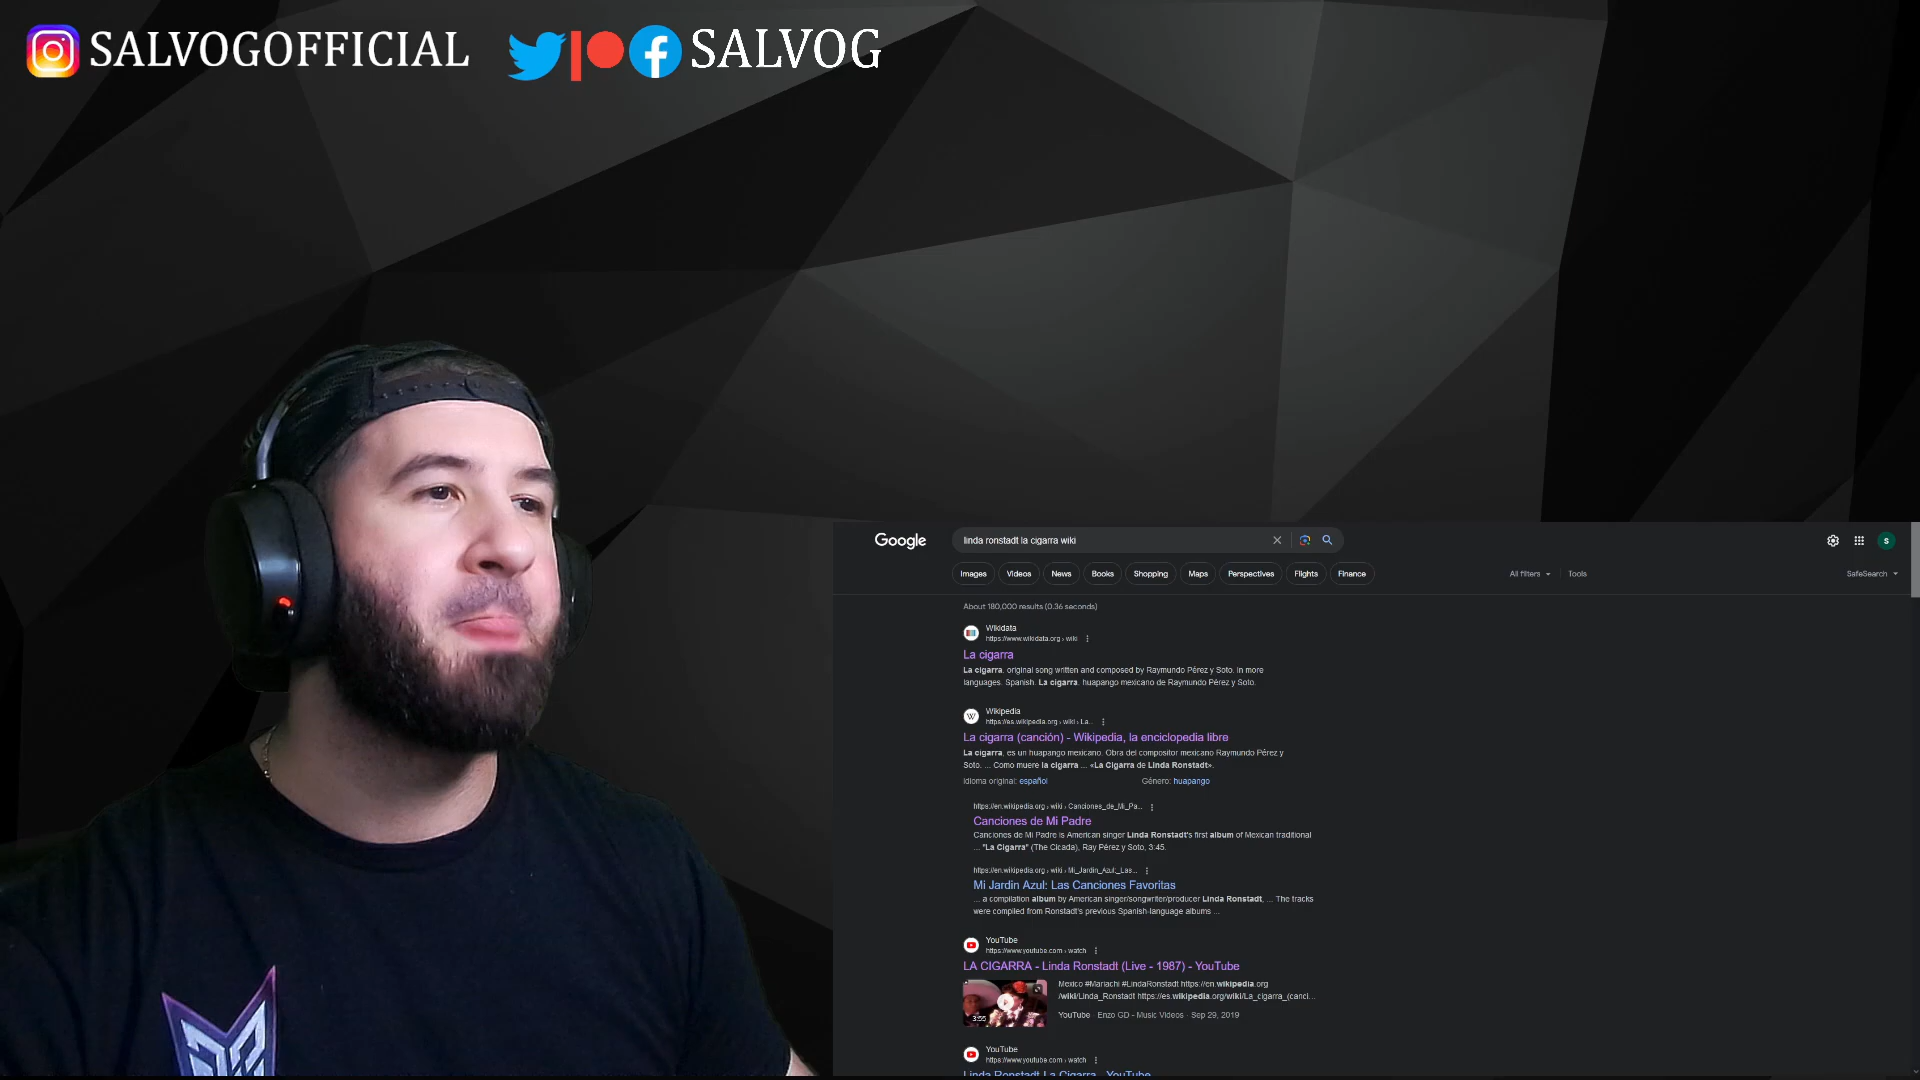 SALVOGOFFICIAL SALVOG
Google
linda ronstadt la cigarra wiki
Images Videos News Books Shopping Maps Perspectives Flights Finance All filters Tools SafeSearch
About 180,000 results (0.36 seconds)
Wikidata
https://www.wikidata.org › wiki
La cigarra
La cigarra. original song written and composed by Raymundo Pérez y Soto. In more
languages. Spanish. La cigarra. huapango mexicano de Raymundo Pérez y Soto.
W
Wikipedia
https://es.wikipedia.org › wiki › La...
La cigarra (canción) - Wikipedia, la enciclopedia libre
La cigarra, es un huapango mexicano. Obra del compositor mexicano Raymundo Pérez y
Soto. ... Como muere la cigarra ... «La Cigarra de Linda Ronstadt».
Idioma original: español Género: huapango
https://en.wikipedia.org › wiki › Canciones_de_Mi_Pa...
Canciones de Mi Padre
Canciones de Mi Padre is American singer Linda Ronstadt's first album of Mexican traditional
... "La Cigarra" (The Cicada), Ray Pérez y Soto, 3:45.
https://en.wikipedia.org › wiki › Mi_Jardin_Azul:_Las...
Mi Jardin Azul: Las Canciones Favoritas
... a compilation album by American singer/songwriter/producer Linda Ronstadt, ... The tracks
were compiled from Ronstadt's previous Spanish-language albums ...
YouTube
https://www.youtube.com › watch
LA CIGARRA - Linda Ronstadt (Live - 1987) - YouTube
Mexico #Mariachi #LindaRonstadt https://en.wikipedia.org
/wiki/Linda_Ronstadt https://es.wikipedia.org/wiki/La_cigarra_(canci...
3:55
YouTube · Enzo GD - Music Videos · Sep 29, 2019
YouTube
https://www.youtube.com › watch
Linda Ronstadt La Cigarra - YouTube
S